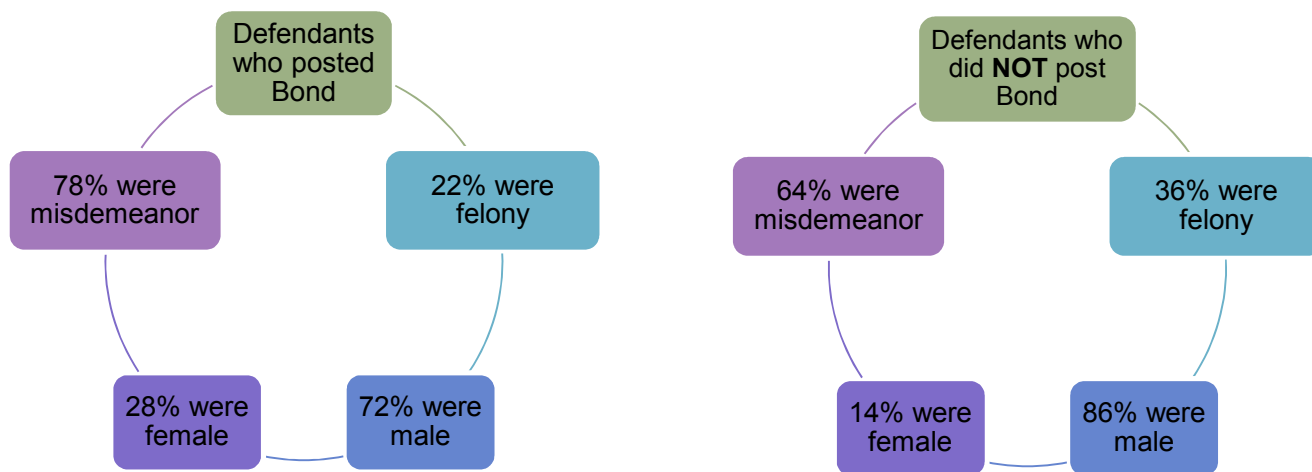 Defendants
who posted
Bond
78% were
misdemeanor
22% were
felony
28% were
female
72% were
male
Defendants who
did NOT post
Bond
64% were
misdemeanor
36% were
felony
14% were
female
86% were
male